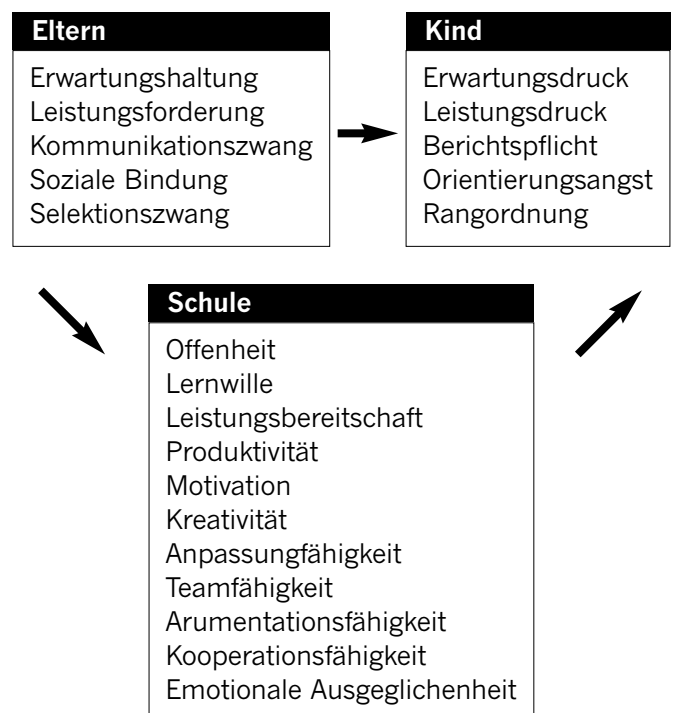 Eltern
Erwartungshaltung
Leistungsforderung
Kommunikationszwang
Soziale Bindung
Selektionszwang
Kind
Erwartungsdruck
Leistungsdruck
Berichtspflicht
Orientierungsangst
Rangordnung
Schule
Offenheit
Lernwille
Leistungsbereitschaft
Produktivität
Motivation
Kreativität
Anpassungfähigkeit
Teamfähigkeit
Arumentationsfähigkeit
Kooperationsfähigkeit
Emotionale Ausgeglichenheit